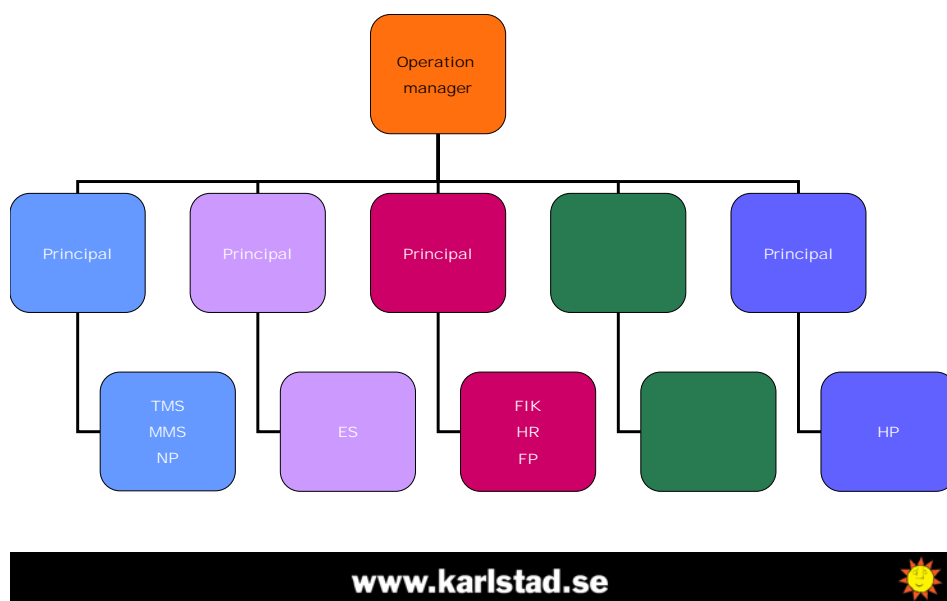 Operation
manager
Principal
Principal
Principal
Principal
TMS
MMS
NP
ES
FIK
HR
FP
HP
www.karlstad.se